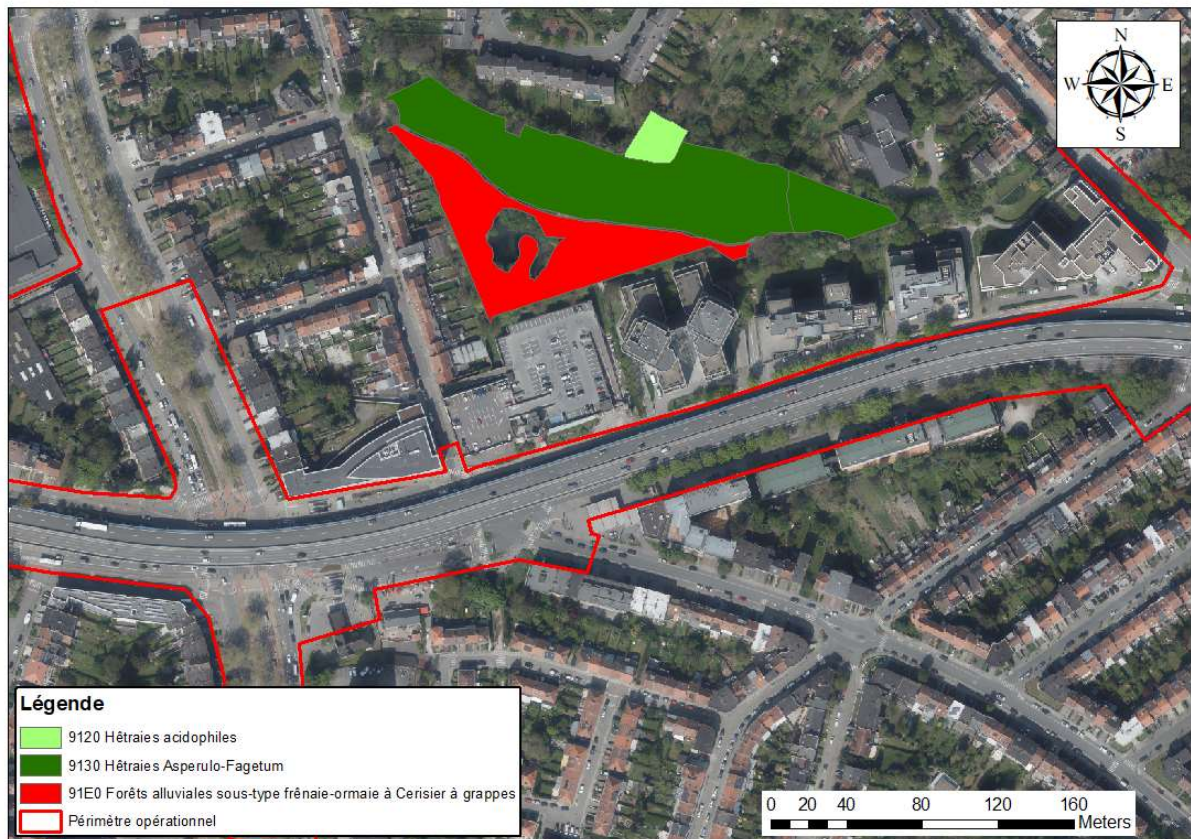 N
W E
S
Légende
9120 Hêtraies acidophiles
9130 Hêtraies Asperulo-Fagetum
91E0 Forêts alluviales sous-type frênaie-ormaie à Cerisier à grappes
Périmètre opérationnel
0 20 40 80 120 160
Meters